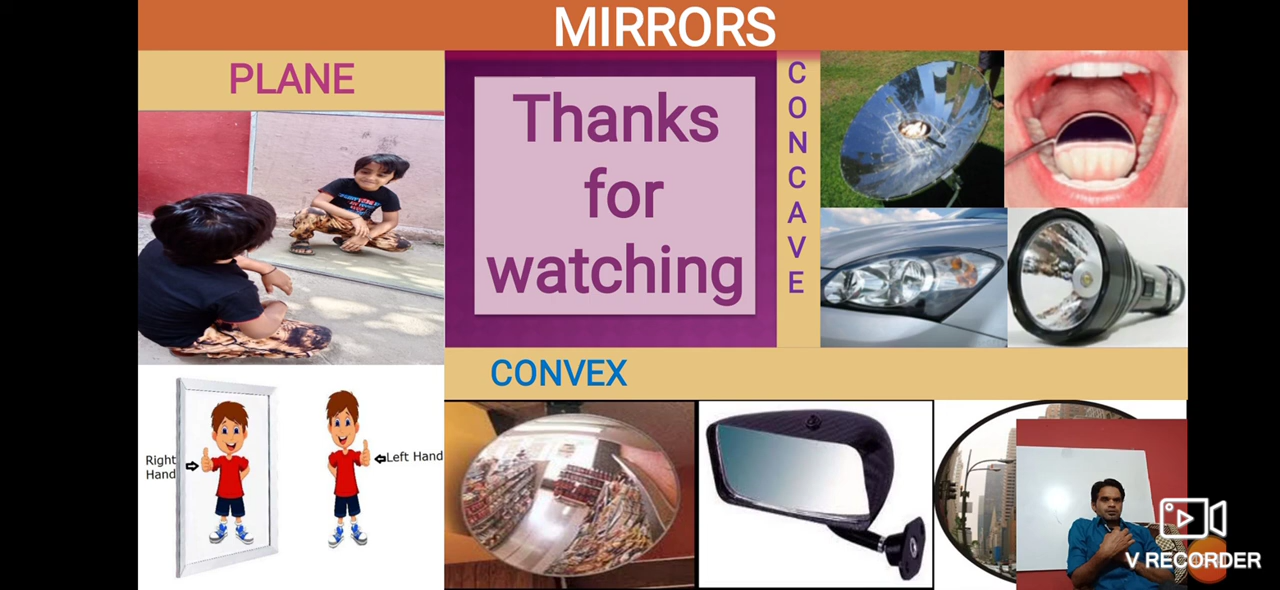 MIRRORS
PLANE
Thanks
for
watching
C
O
N
C
A
V
E
CONVEX
Right
Hand
Left Hand
V RECORDER